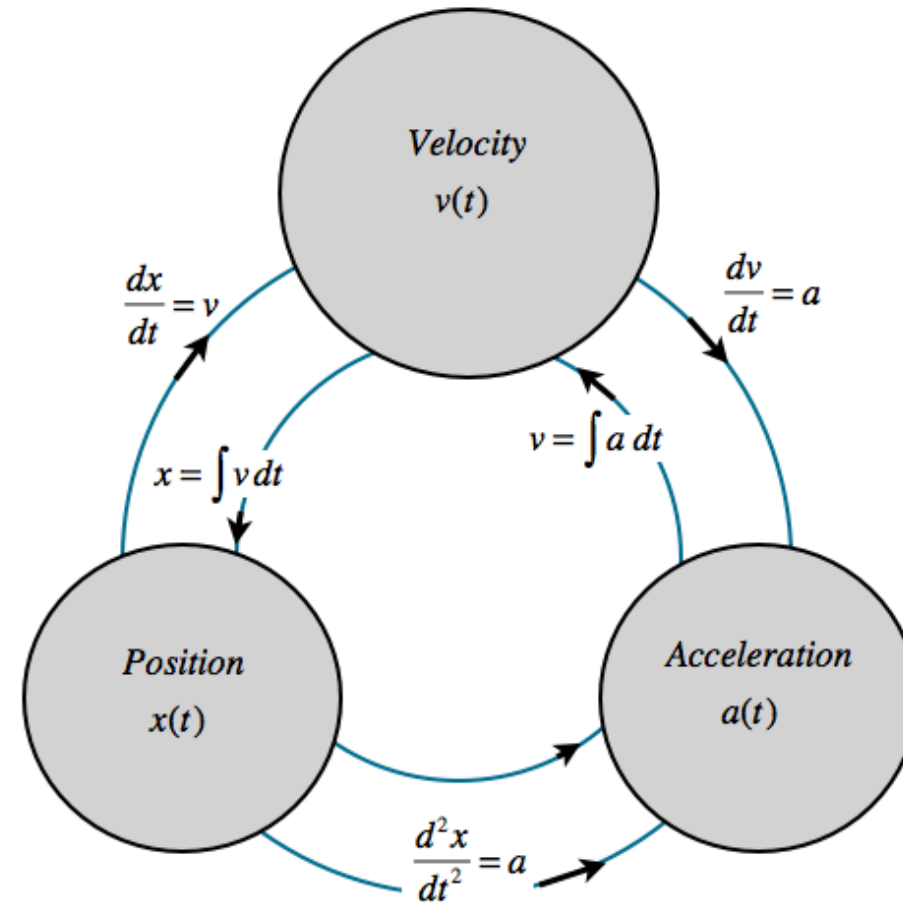 Velocity
v(t)
dx/dt = v
dv/dt = a
x = ∫v dt
v = ∫a dt
Position
x(t)
Acceleration
a(t)
d²x/dt² = a